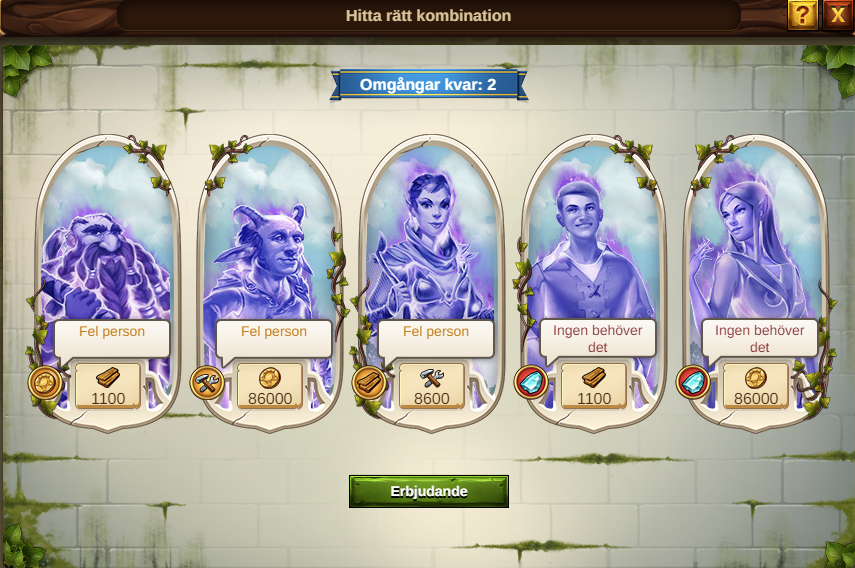 Hitta rätt kombination
?
X
Omgångar kvar: 2
Fel person
Fel person
Fel person
Ingen behöver
det
Ingen behöver
det
1100
86000
8600
1100
86000
Erbjudande